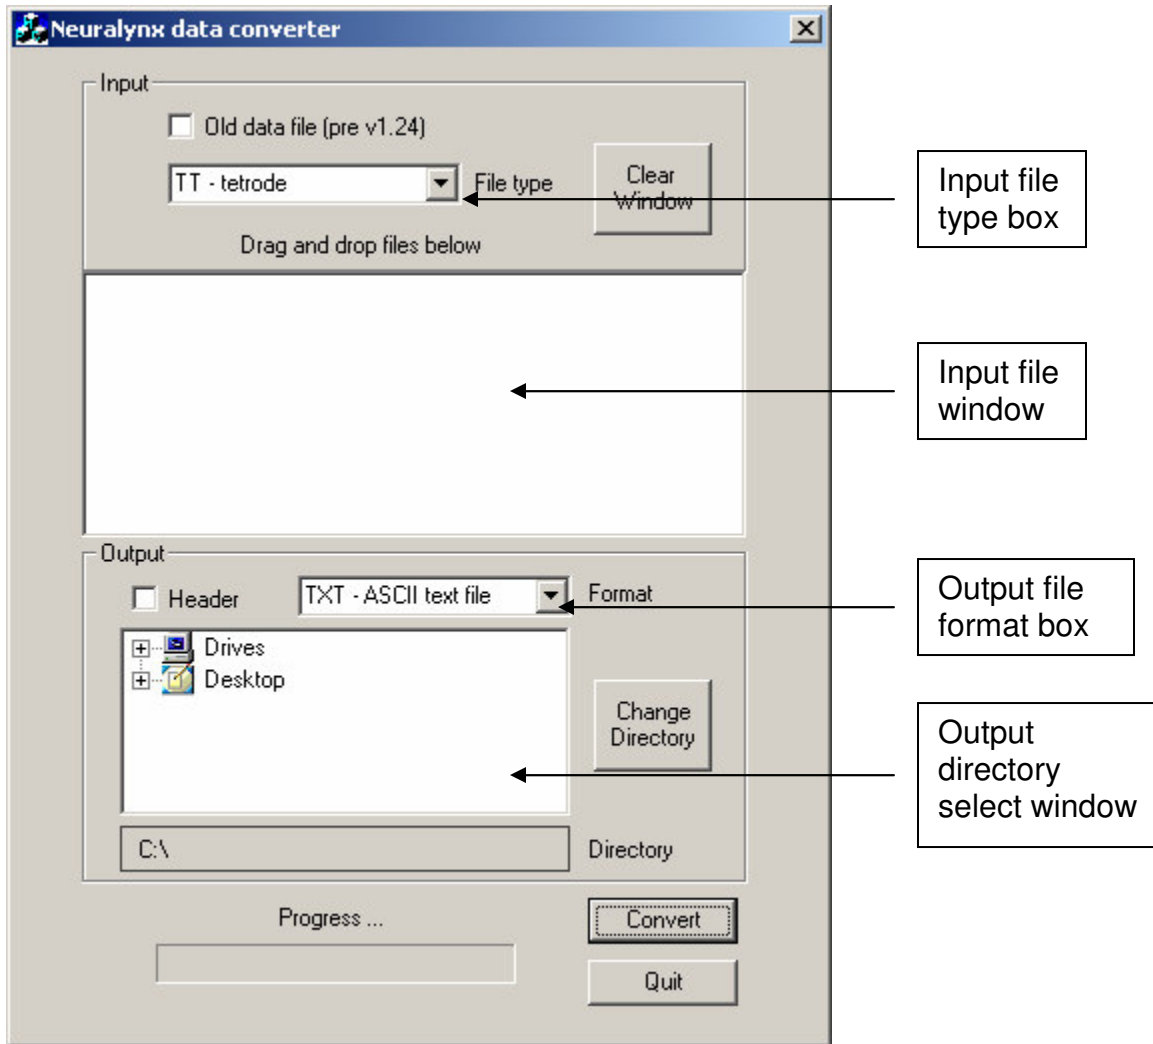 Neuralynx data converter
Input
Old data file (pre v1.24)
TT - tetrode
File type
Clear
Window
Drag and drop files below
Input file
type box
Input file
window
Output
Header
TXT - ASCII text file
Format
Output file
format box
Drives
Desktop
Change
Directory
Output
directory
select window
C:\
Directory
Progress ...
Convert
Quit